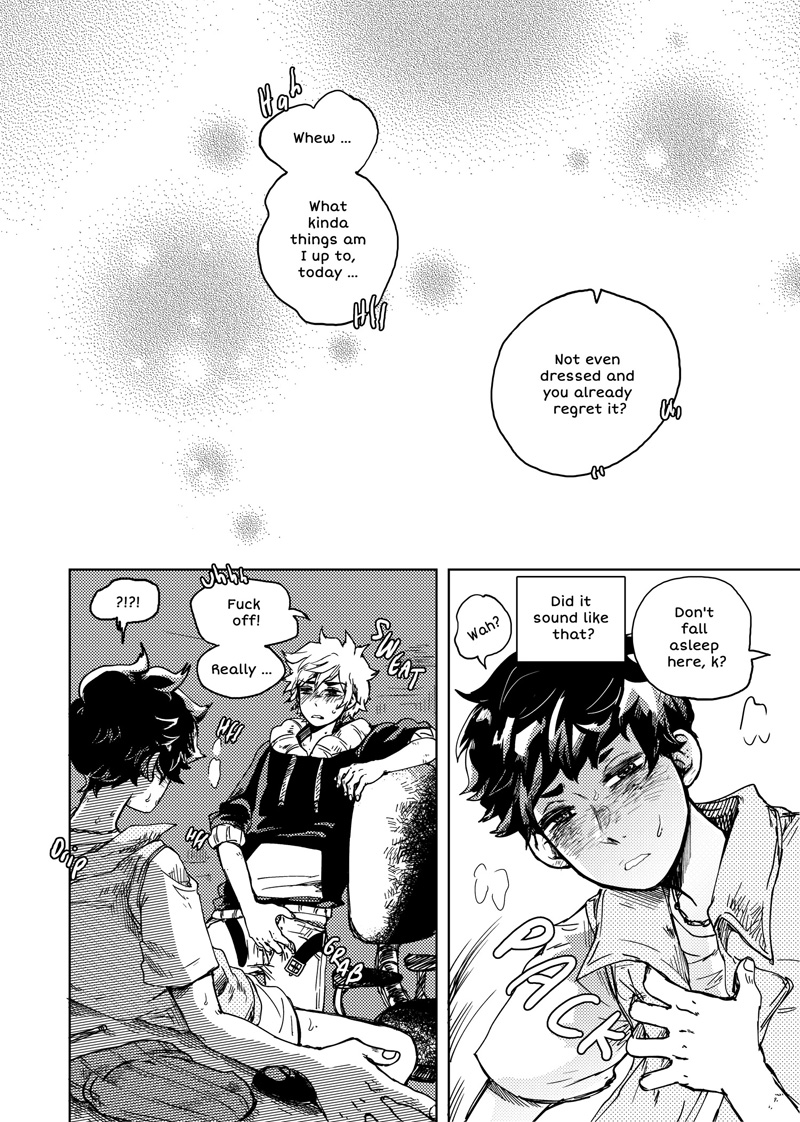 Hah
Whew ...
What
kinda
things am
I up to,
today ...
Not even
dressed and
you already
regret it?
?!?!
uhhh
Fuck
off!
Really ...
SWEAT
Drip
GRAB
Wah?
Did it
sound like
that?
Don't
fall
asleep
here, k?
PACK